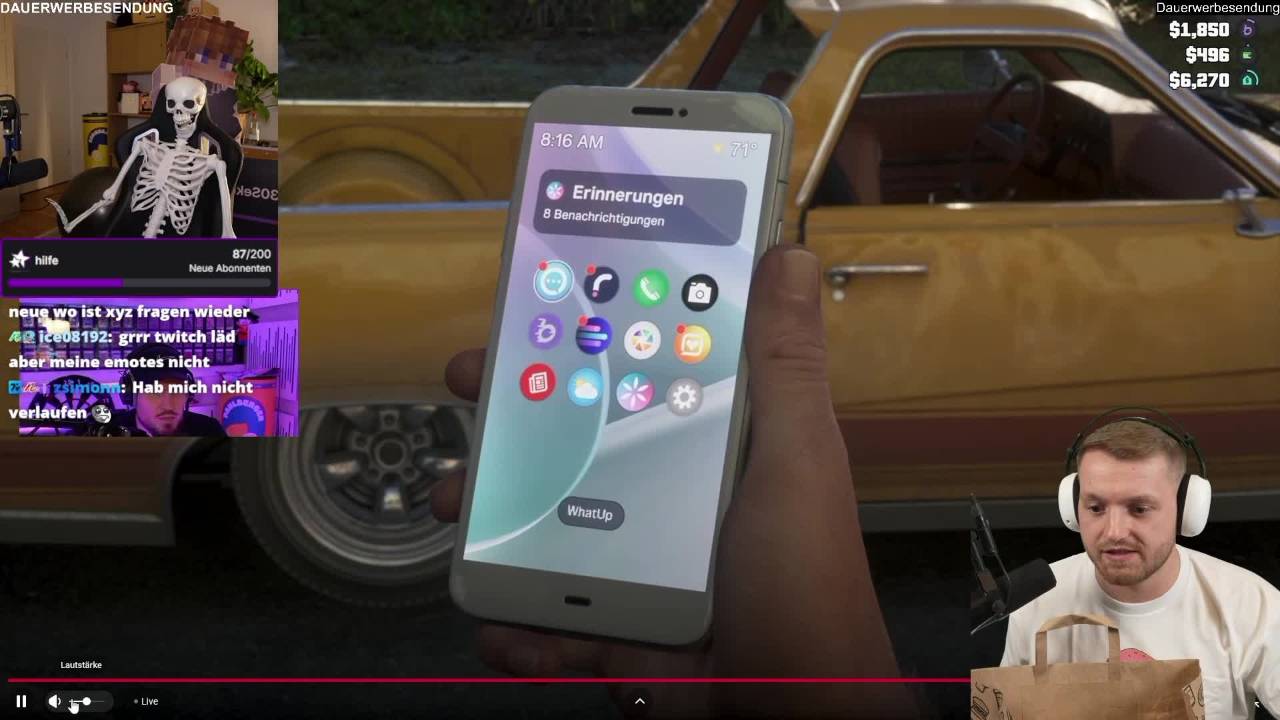 DAUERWERBESENDUNG
Dauerwerbesendung
$1,850
$496
$6,270
8:16 AM
71°
Erinnerungen
8 Benachrichtigungen
hilfe
87/200
Neue Abonnenten
neue wo ist xyz fragen wieder
ice08192: grrr twitch läd
aber meine emotes nicht
zsimonn: Hab mich nicht
verlaufen
WhatUp
Lautstärke
Live